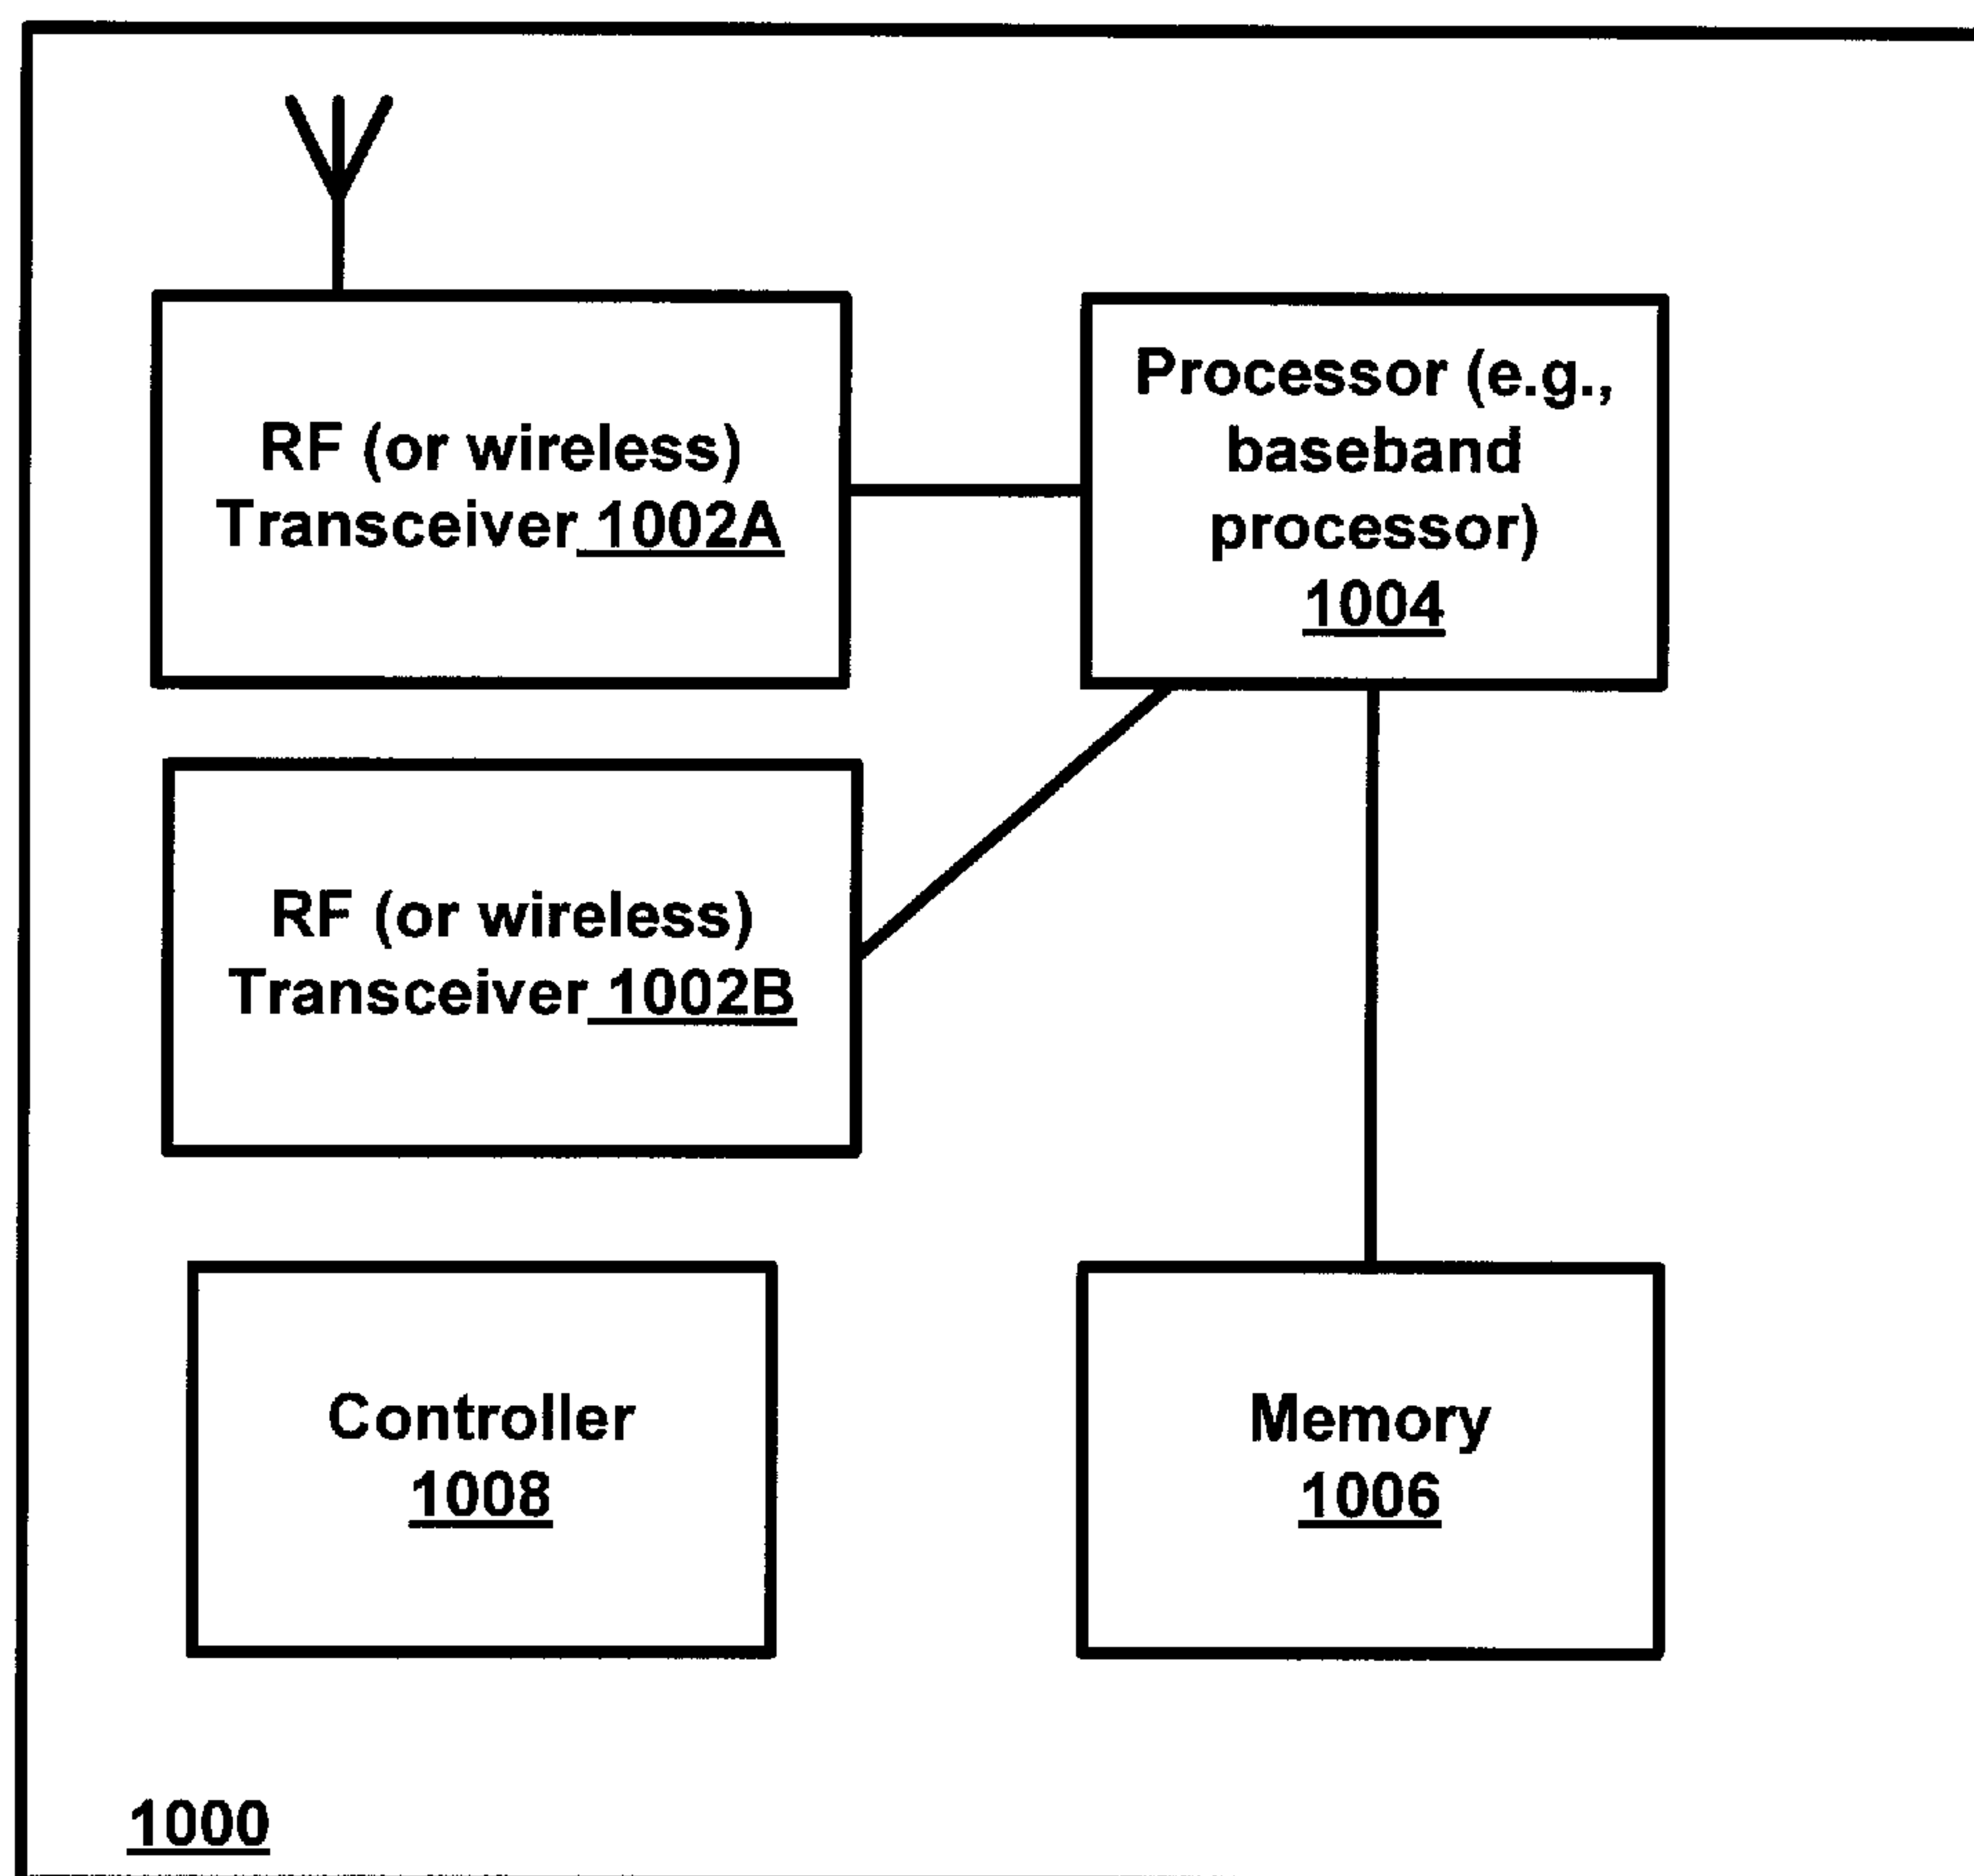 RF (or wireless)
Transceiver 1002A
Processor (e.g.,
baseband
processor)
1004
RF (or wireless)
Transceiver 1002B
Controller
1008
Memory
1006
1000